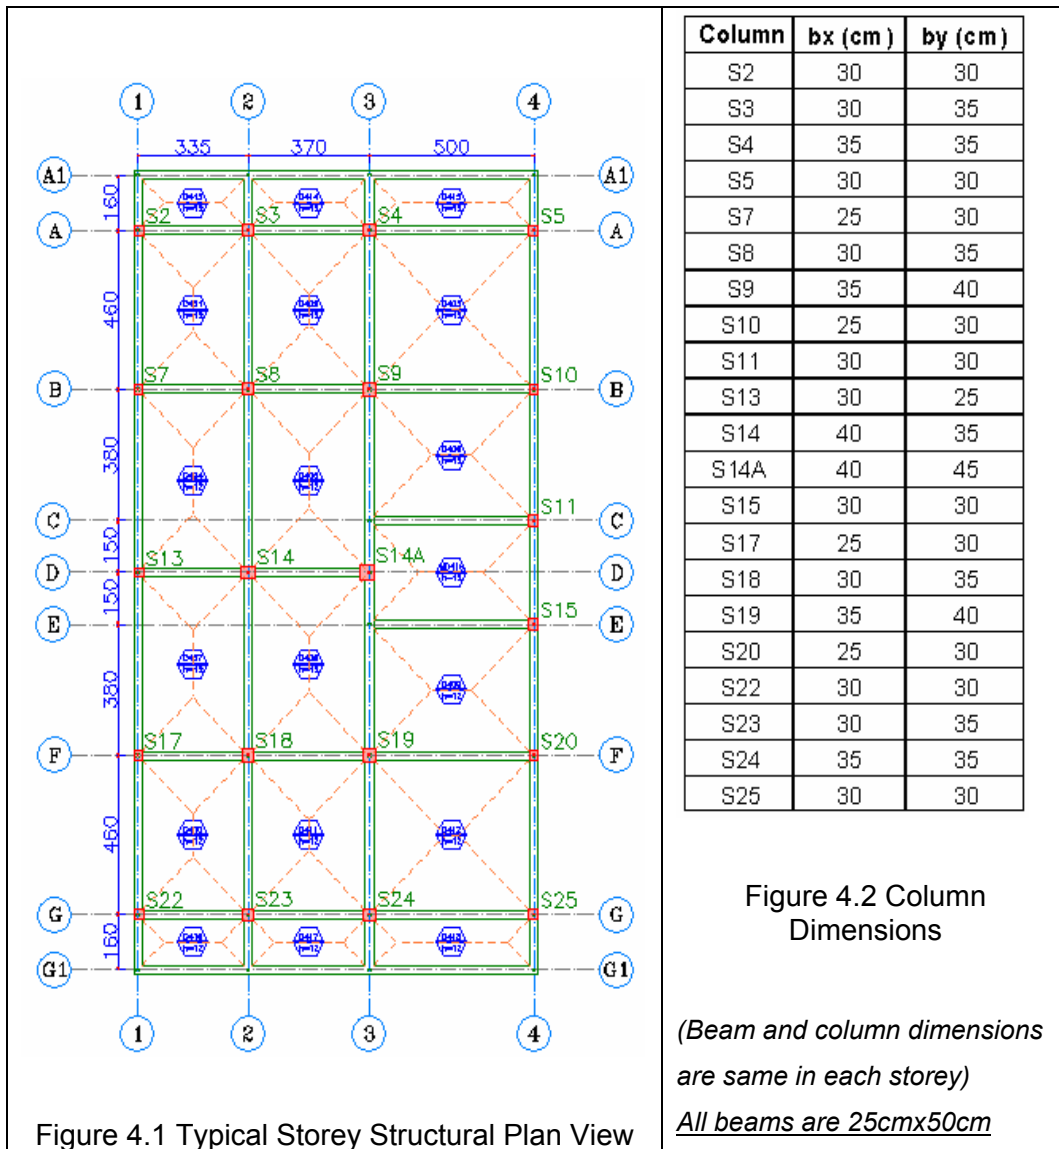 1 2 3 4
335 370 500
A1 A1
160
S2 S3 S4 S5
A A
460
S7 S8 S9 S10
B B
380
S11
C C
150
S13 S14 S14A
D D
150
S15
E E
380
S17 S18 S19 S20
F F
460
S22 S23 S24 S25
G G
160
G1 G1
1 2 3 4
Figure 4.1 Typical Storey Structural Plan View
Column bx (cm) by (cm)
S2 30 30
S3 30 35
S4 35 35
S5 30 30
S7 25 30
S8 30 35
S9 35 40
S10 25 30
S11 30 30
S13 30 25
S14 40 35
S14A 40 45
S15 30 30
S17 25 30
S18 30 35
S19 35 40
S20 25 30
S22 30 30
S23 30 35
S24 35 35
S25 30 30
Figure 4.2 Column
Dimensions
(Beam and column dimensions
are same in each storey)
All beams are 25cmx50cm